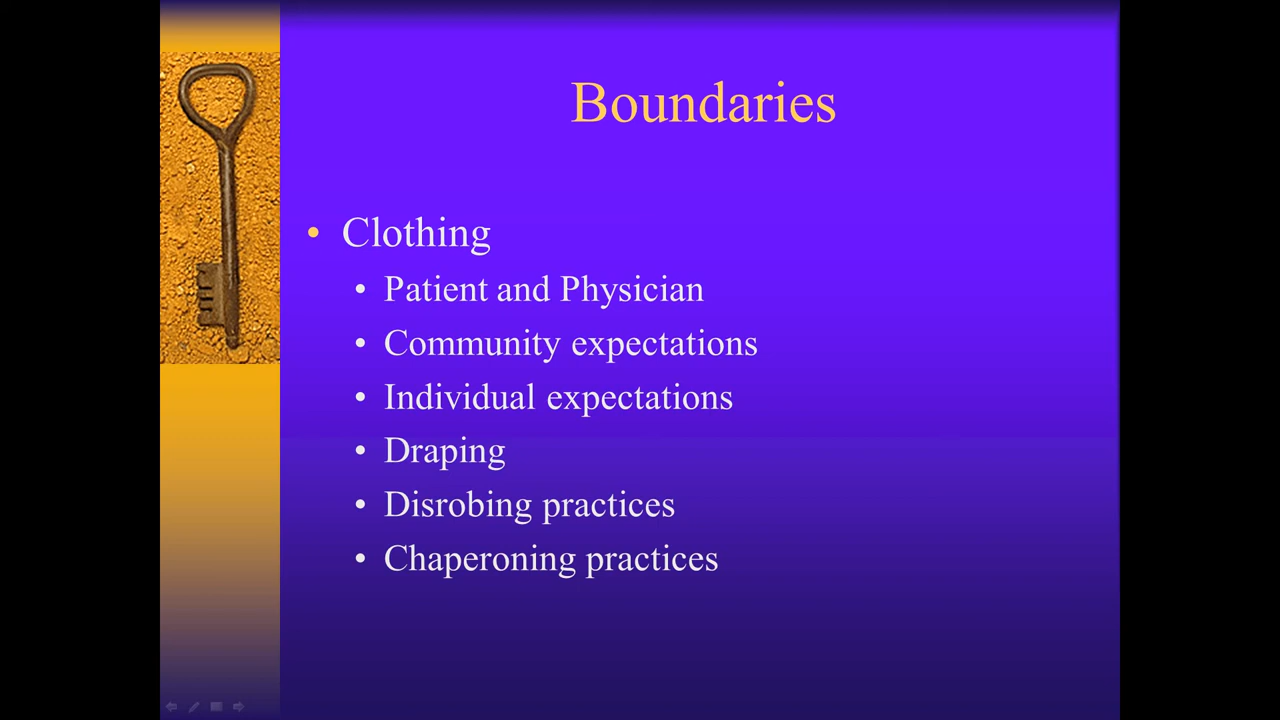 Boundaries
• Clothing
• Patient and Physician
• Community expectations
• Individual expectations
• Draping
• Disrobing practices
• Chaperoning practices